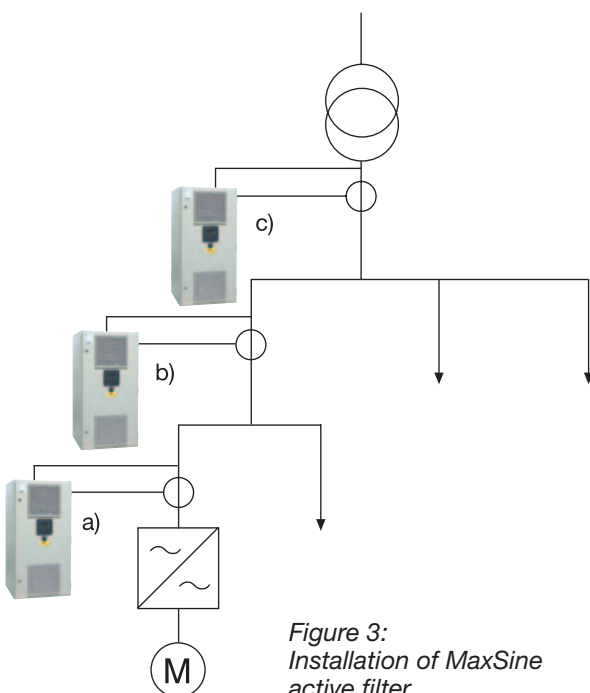 c)
b)
a)
M
Figure 3:
Installation of MaxSine
active filter